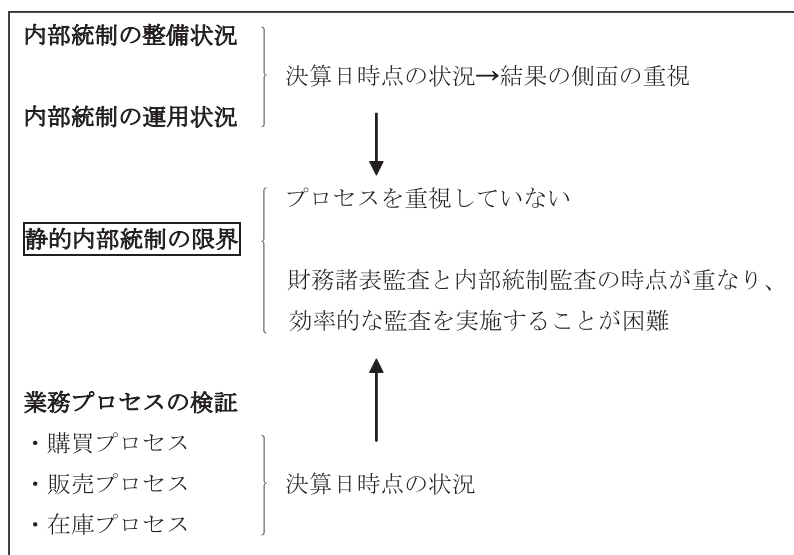 内部統制の整備状況
決算日時点の状況→結果の側面の重視
内部統制の運用状況
プロセスを重視していない
静的内部統制の限界
財務諸表監査と内部統制監査の時点が重なり、
効率的な監査を実施することが困難
業務プロセスの検証
・購買プロセス
・販売プロセス
決算日時点の状況
・在庫プロセス